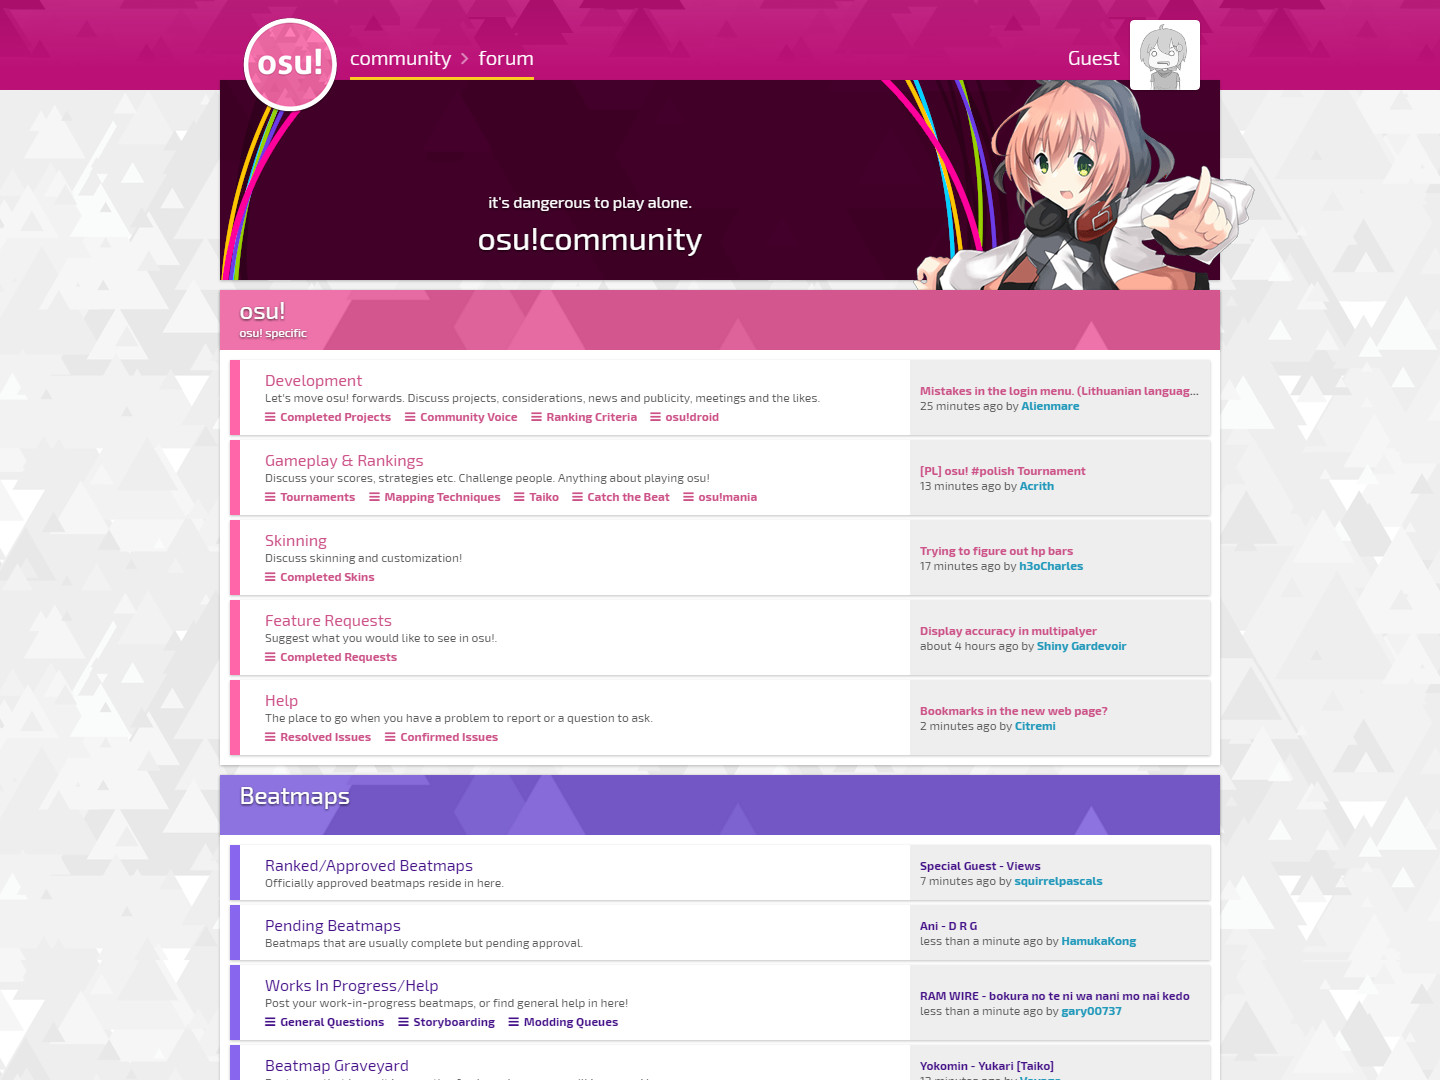 osu!
community > forum
Guest
it's dangerous to play alone.
osu!community
osu!
osu! specific
Development
Let's move osu! forwards. Discuss projects, considerations, news and publicity, meetings and the likes.
Completed Projects Community Voice Ranking Criteria osu!droid
Mistakes in the login menu. (Lithuanian languag...
25 minutes ago by Alienmare
Gameplay & Rankings
Discuss your scores, strategies etc. Challenge people. Anything about playing osu!
Tournaments Mapping Techniques Taiko Catch the Beat osu!mania
[PL] osu! #polish Tournament
13 minutes ago by Acrith
Skinning
Discuss skinning and customization!
Completed Skins
Trying to figure out hp bars
17 minutes ago by h3oCharles
Feature Requests
Suggest what you would like to see in osu!.
Completed Requests
Display accuracy in multipalyer
about 4 hours ago by Shiny Gardevoir
Help
The place to go when you have a problem to report or a question to ask.
Resolved Issues Confirmed Issues
Bookmarks in the new web page?
2 minutes ago by Citremi
Beatmaps
Ranked/Approved Beatmaps
Officially approved beatmaps reside in here.
Special Guest - Views
7 minutes ago by squirrelpascals
Pending Beatmaps
Beatmaps that are usually complete but pending approval.
Ani - D R G
less than a minute ago by HamukaKong
Works In Progress/Help
Post your work-in-progress beatmaps, or find general help in here!
General Questions Storyboarding Modding Queues
RAM WIRE - bokura no te ni wa nani mo nai kedo
less than a minute ago by gary00737
Beatmap Graveyard
Yokomin - Yukari [Taiko]